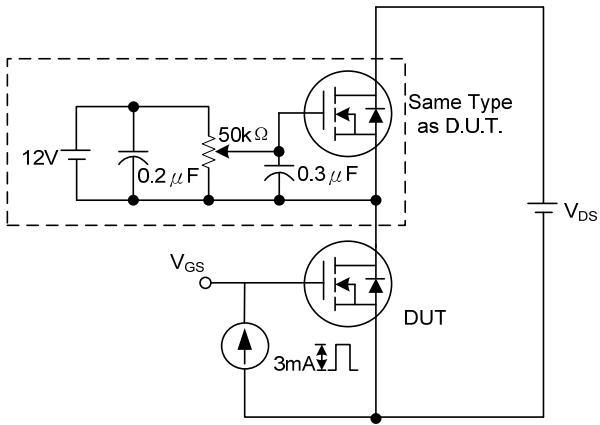 Same Type
as D.U.T.
50kΩ
12V
0.2μF
0.3μF
V_DS
V_GS
DUT
3mA